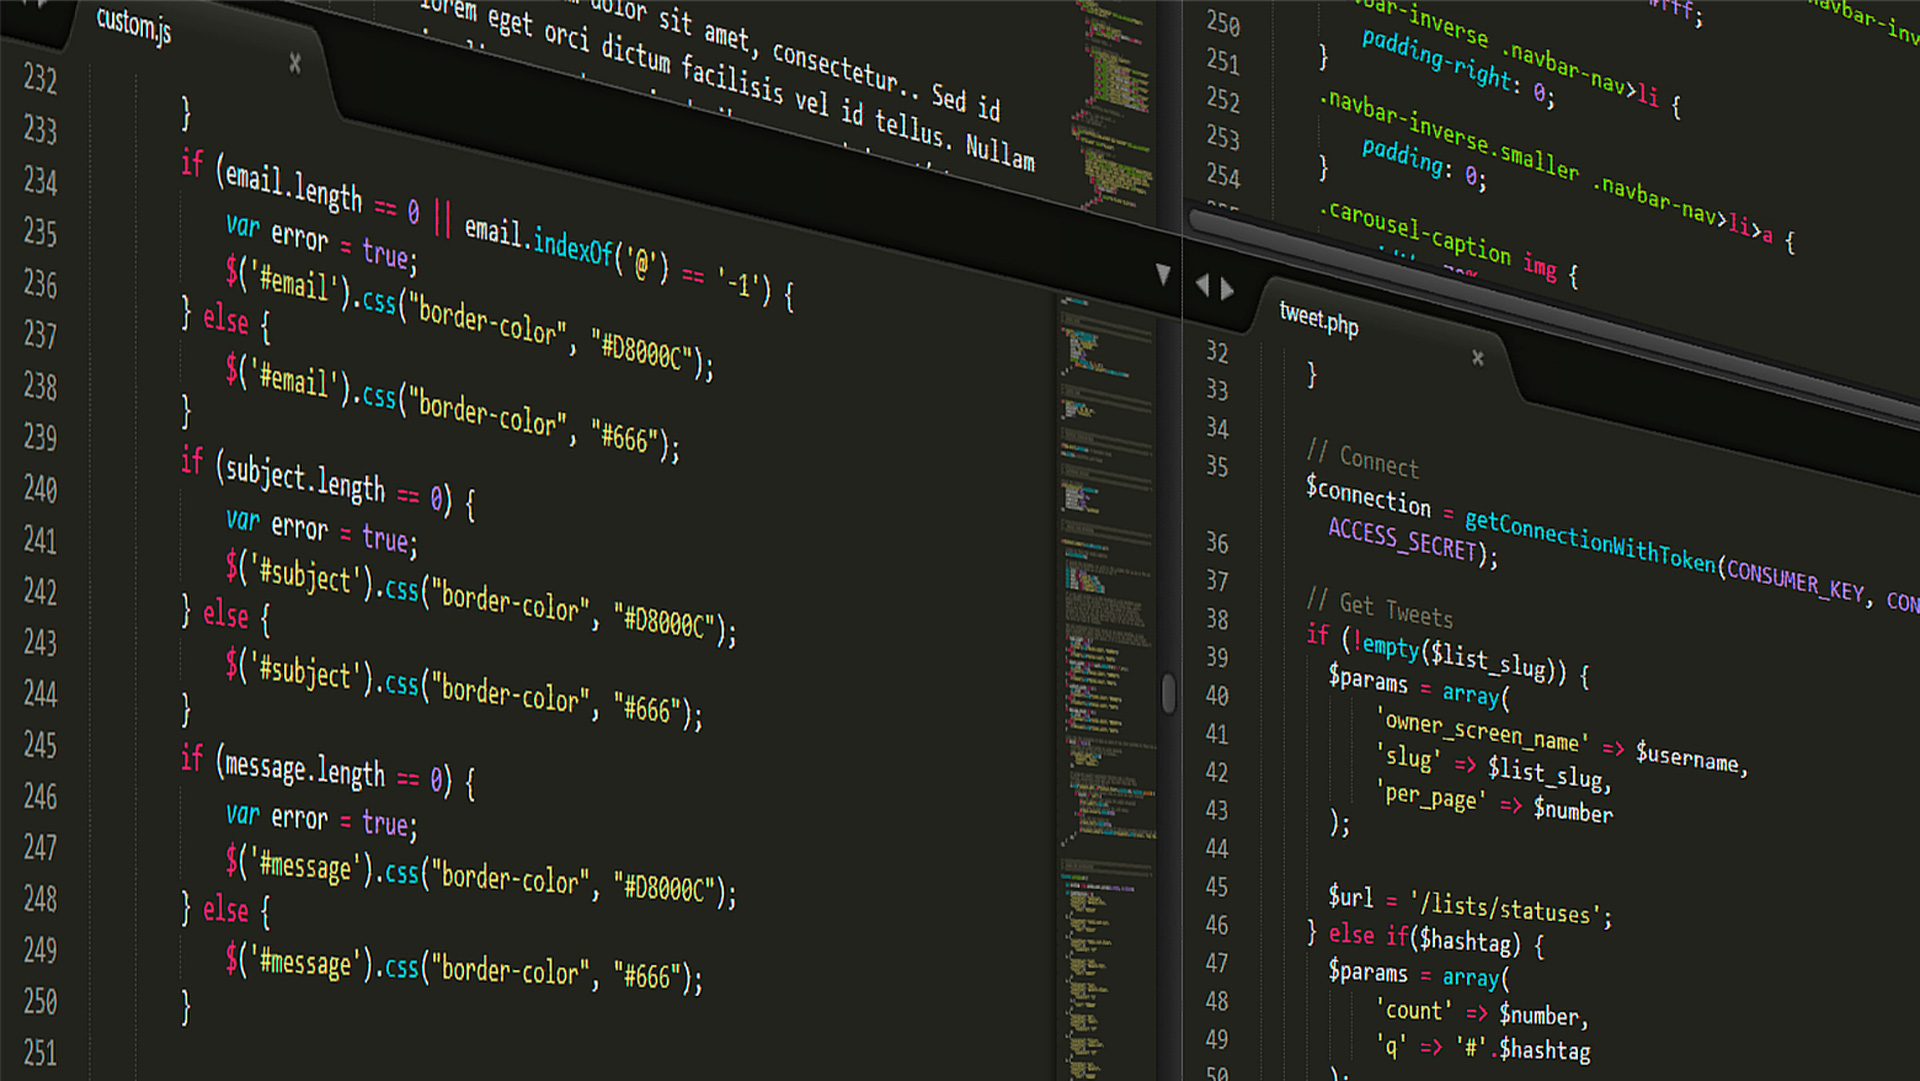 custom.js
232
233
234
235
236
237
238
239
240
241
242
243
244
245
246
247
248
249
250
251
}
if (email.length == 0 || email.indexOf('@') == '-1') {
var error = true;
$('#email').css("border-color", "#D8000C");
} else {
$('#email').css("border-color", "#666");
}
if (subject.length == 0) {
var error = true;
$('#subject').css("border-color", "#D8000C");
} else {
$('#subject').css("border-color", "#666");
}
if (message.length == 0) {
var error = true;
$('#message').css("border-color", "#D8000C");
} else {
$('#message').css("border-color", "#666");
}
dolor sit amet, consectetur.. Sed id
lorem eget orci dictum facilisis vel id tellus. Nullam
250
251
252
253
254
.navbar-inverse .navbar-nav>li {
padding-right: 0;
}
.navbar-inverse.smaller .navbar-nav>li>a {
padding: 0;
}
.carousel-caption img {
tweet.php
32
33
34
35
36
37
38
39
40
41
42
43
44
45
46
47
48
49
50
}
// Connect
$connection = getConnectionWithToken(CONSUMER_KEY, CON
ACCESS_SECRET);
// Get Tweets
if (!empty($list_slug)) {
$params = array(
'owner_screen_name' => $username,
'slug' => $list_slug,
'per_page' => $number
);
$url = '/lists/statuses';
} else if($hashtag) {
$params = array(
'count' => $number,
'q' => '#'.$hashtag
);